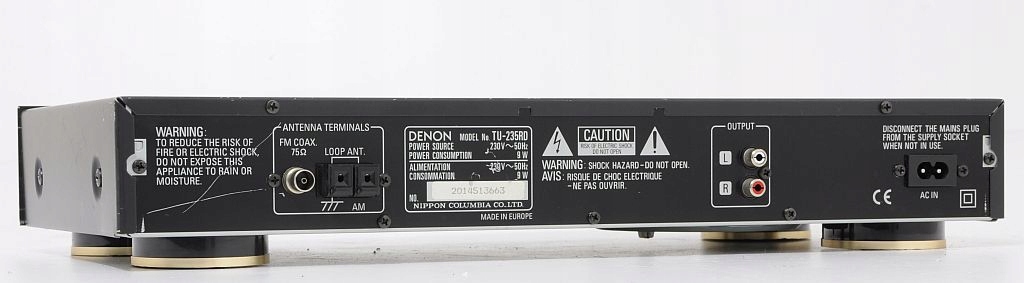 WARNING:
TO REDUCE THE RISK OF
FIRE OR ELECTRIC SHOCK,
DO NOT EXPOSE THIS
APPLIANCE TO RAIN OR
MOISTURE.
ANTENNA TERMINALS
FM COAX.
75Ω
LOOP ANT.
AM
DENON MODEL No. TU-235RD
POWER SOURCE ~230V~50Hz
POWER CONSUMPTION 9 W
ALIMENTATION ~230V~50Hz
CONSOMMATION 9 W
NO. 2014513663
NIPPON COLUMBIA CO. LTD.
MADE IN EUROPE
CAUTION
RISK OF ELECTRIC SHOCK
DO NOT OPEN
WARNING: SHOCK HAZARD-DO NOT OPEN.
AVIS: RISQUE DE CHOC ELECTRIQUE
-NE PAS OUVRIR.
OUTPUT
L
R
DISCONNECT THE MAINS PLUG
FROM THE SUPPLY SOCKET
WHEN NOT IN USE.
CE
AC IN